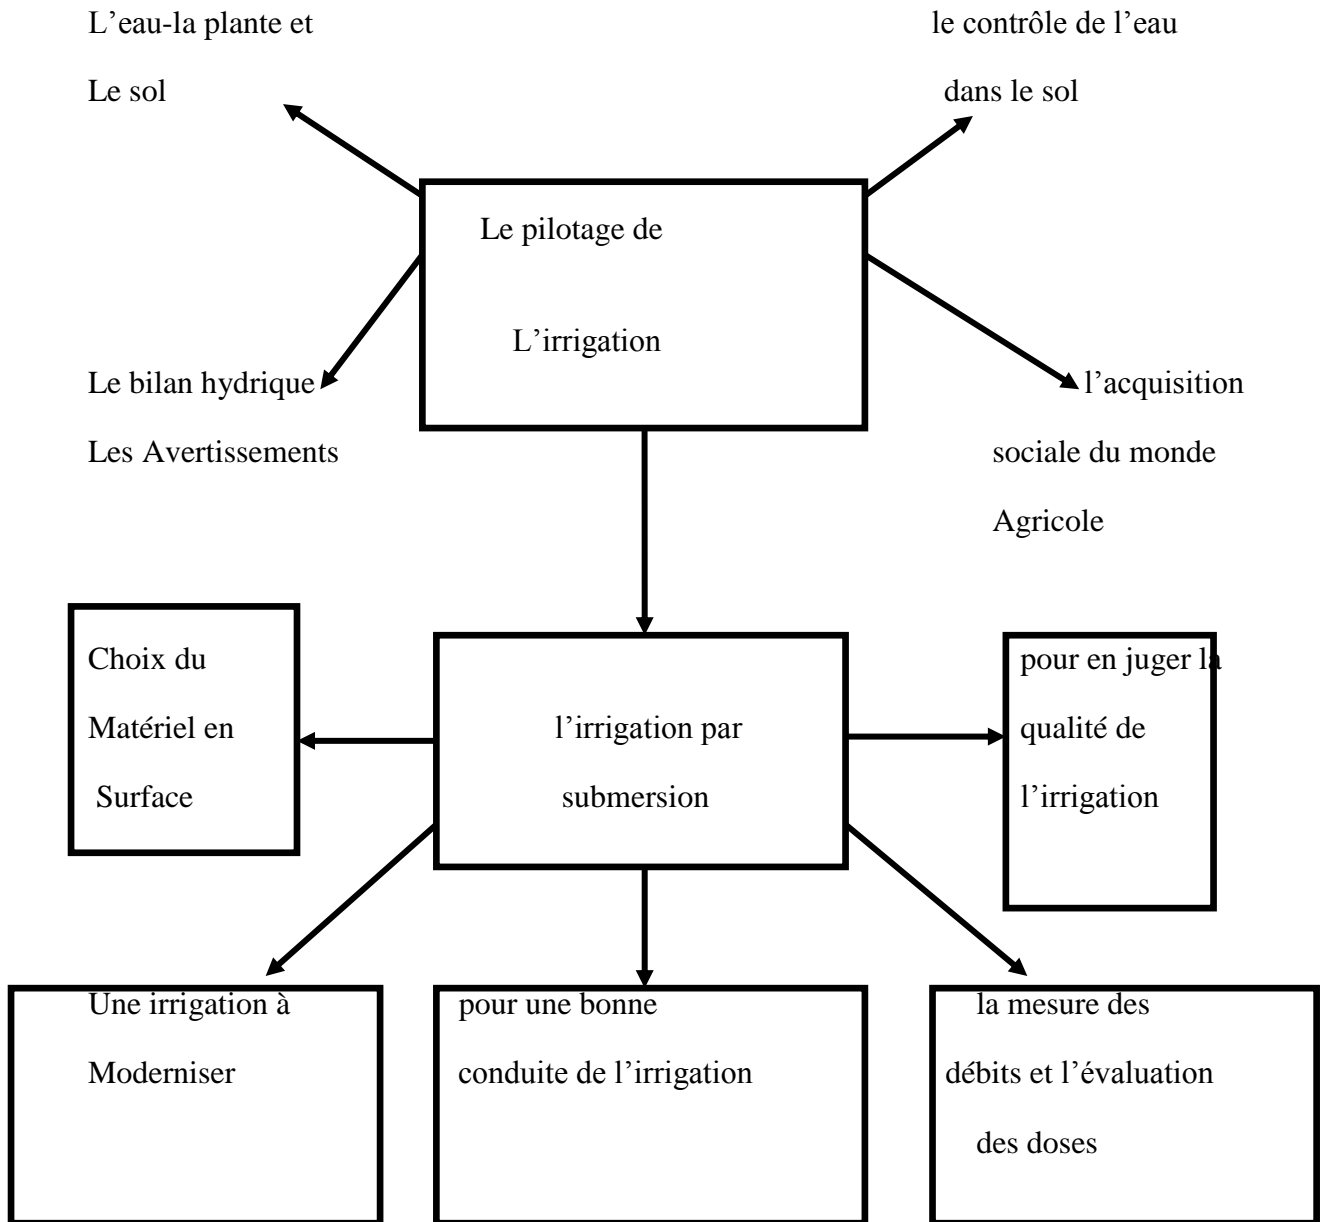 L’eau-la plante et
Le sol
le contrôle de l’eau
dans le sol
Le pilotage de
L’irrigation
Le bilan hydrique
Les Avertissements
l’acquisition
sociale du monde
Agricole
Choix du
Matériel en
Surface
l’irrigation par
submersion
pour en juger la
qualité de
l’irrigation
Une irrigation à
Moderniser
pour une bonne
conduite de l’irrigation
la mesure des
débits et l’évaluation
des doses